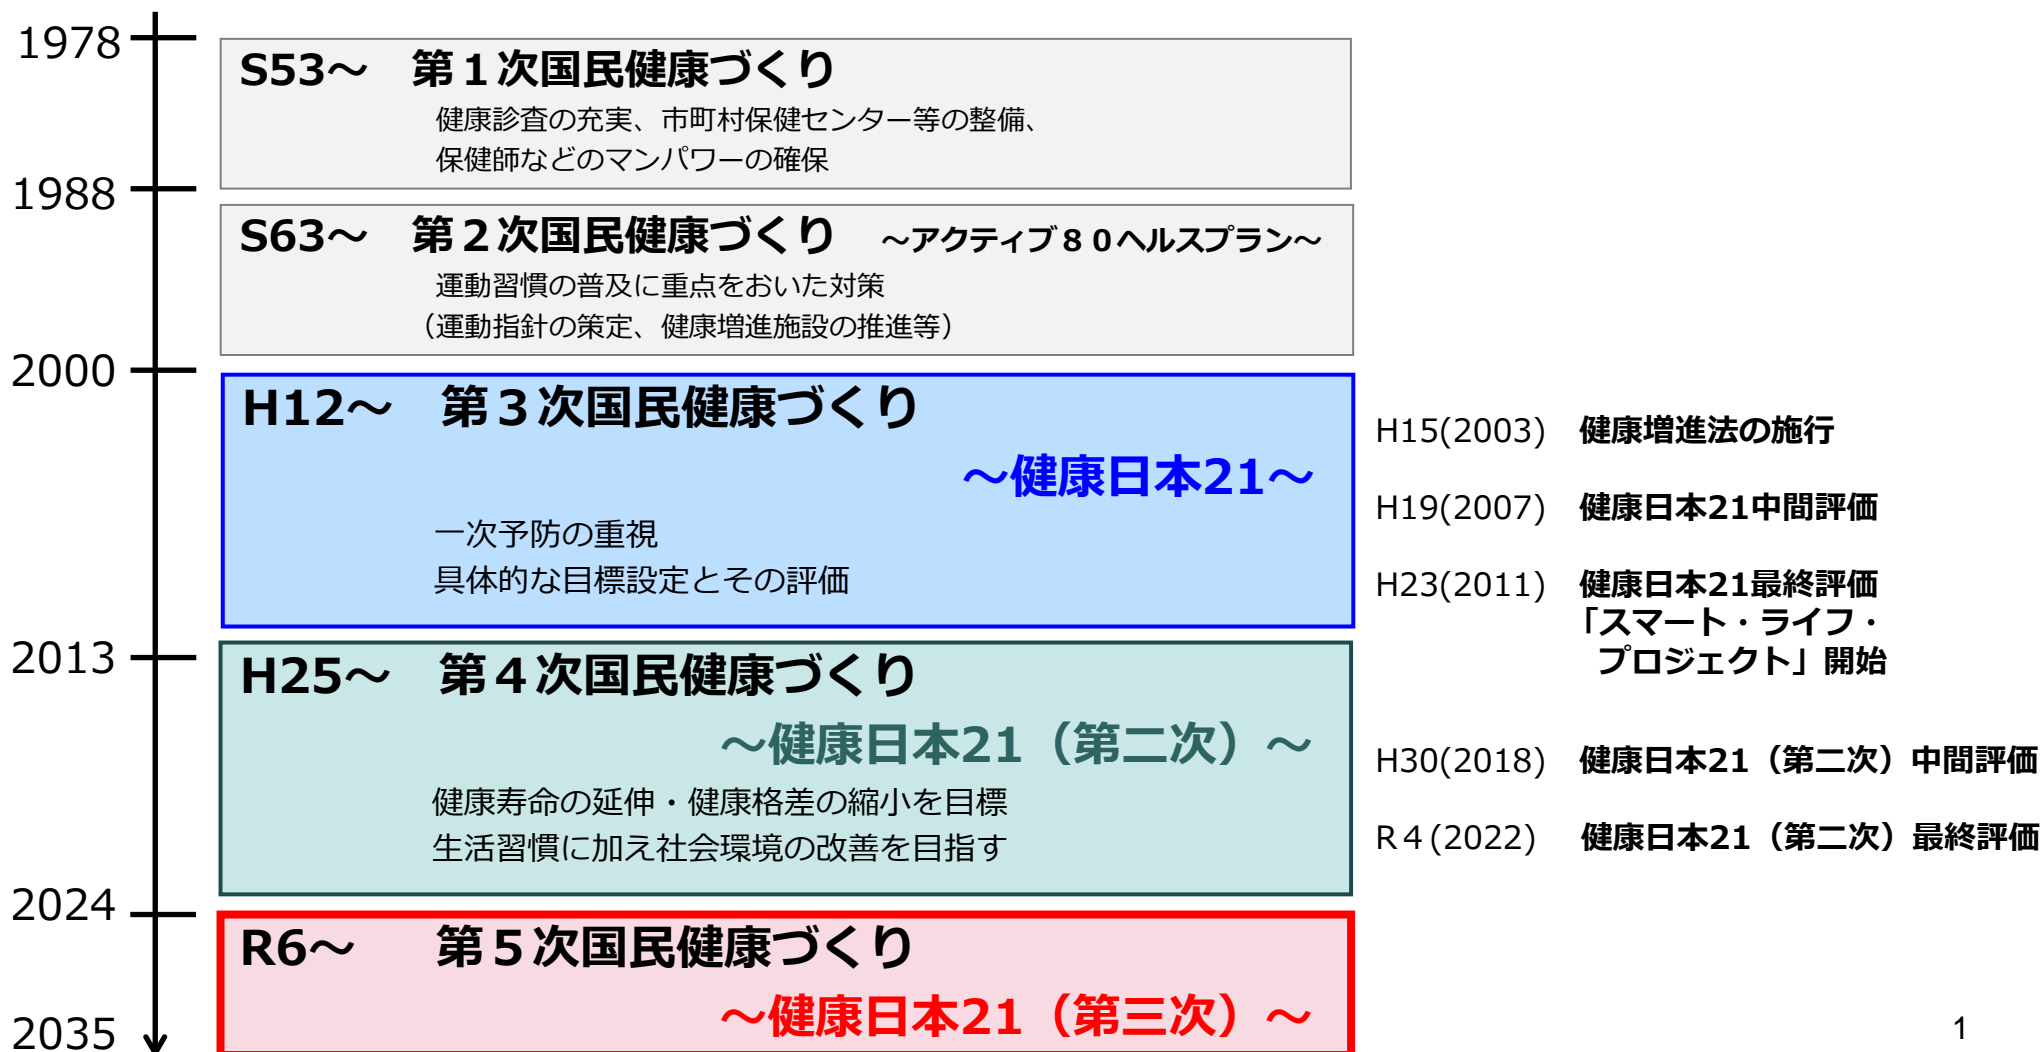 1978
S53～　第１次国民健康づくり
健康診査の充実、市町村保健センター等の整備、
保健師などのマンパワーの確保
1988
S63～　第２次国民健康づくり　～アクティブ８０ヘルスプラン～
運動習慣の普及に重点をおいた対策
（運動指針の策定、健康増進施設の推進等）
2000
H12～　第３次国民健康づくり
～健康日本21～
一次予防の重視
具体的な目標設定とその評価
H15(2003)　健康増進法の施行
H19(2007)　健康日本21中間評価
H23(2011)　健康日本21最終評価
「スマート・ライフ・
プロジェクト」開始
2013
H25～　第４次国民健康づくり
～健康日本21（第二次）～
健康寿命の延伸・健康格差の縮小を目標
生活習慣に加え社会環境の改善を目指す
H30(2018)　健康日本21（第二次）中間評価
R４(2022)　健康日本21（第二次）最終評価
2024
R6～　第５次国民健康づくり
～健康日本21（第三次）～
2035
1